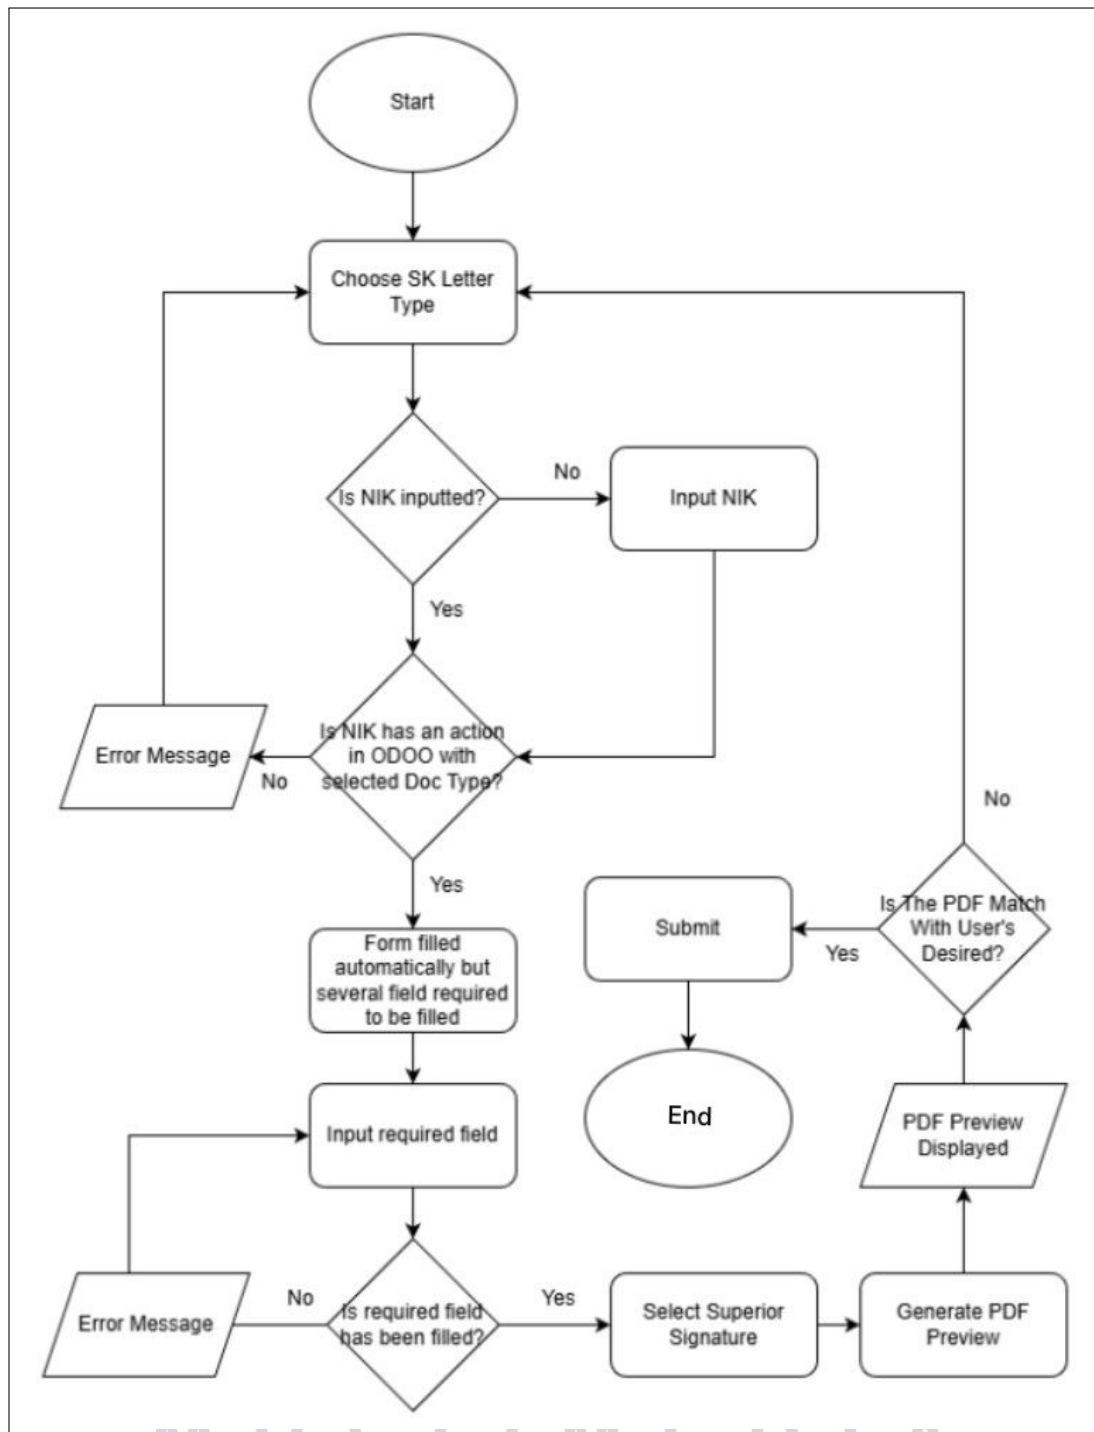 Start
Choose SK Letter
Type
Is NIK inputted?
No
Input NIK
Yes
Is NIK has an action
in ODOO with
selected Doc Type?
Error Message
No
Yes
Form filled
automatically but
several field required
to be filled
Input required field
Is required field
has been filled?
No
Error Message
Yes
Select Superior
Signature
Generate PDF
Preview
PDF Preview
Displayed
Is The PDF Match
With User's
Desired?
No
Yes
Submit
End